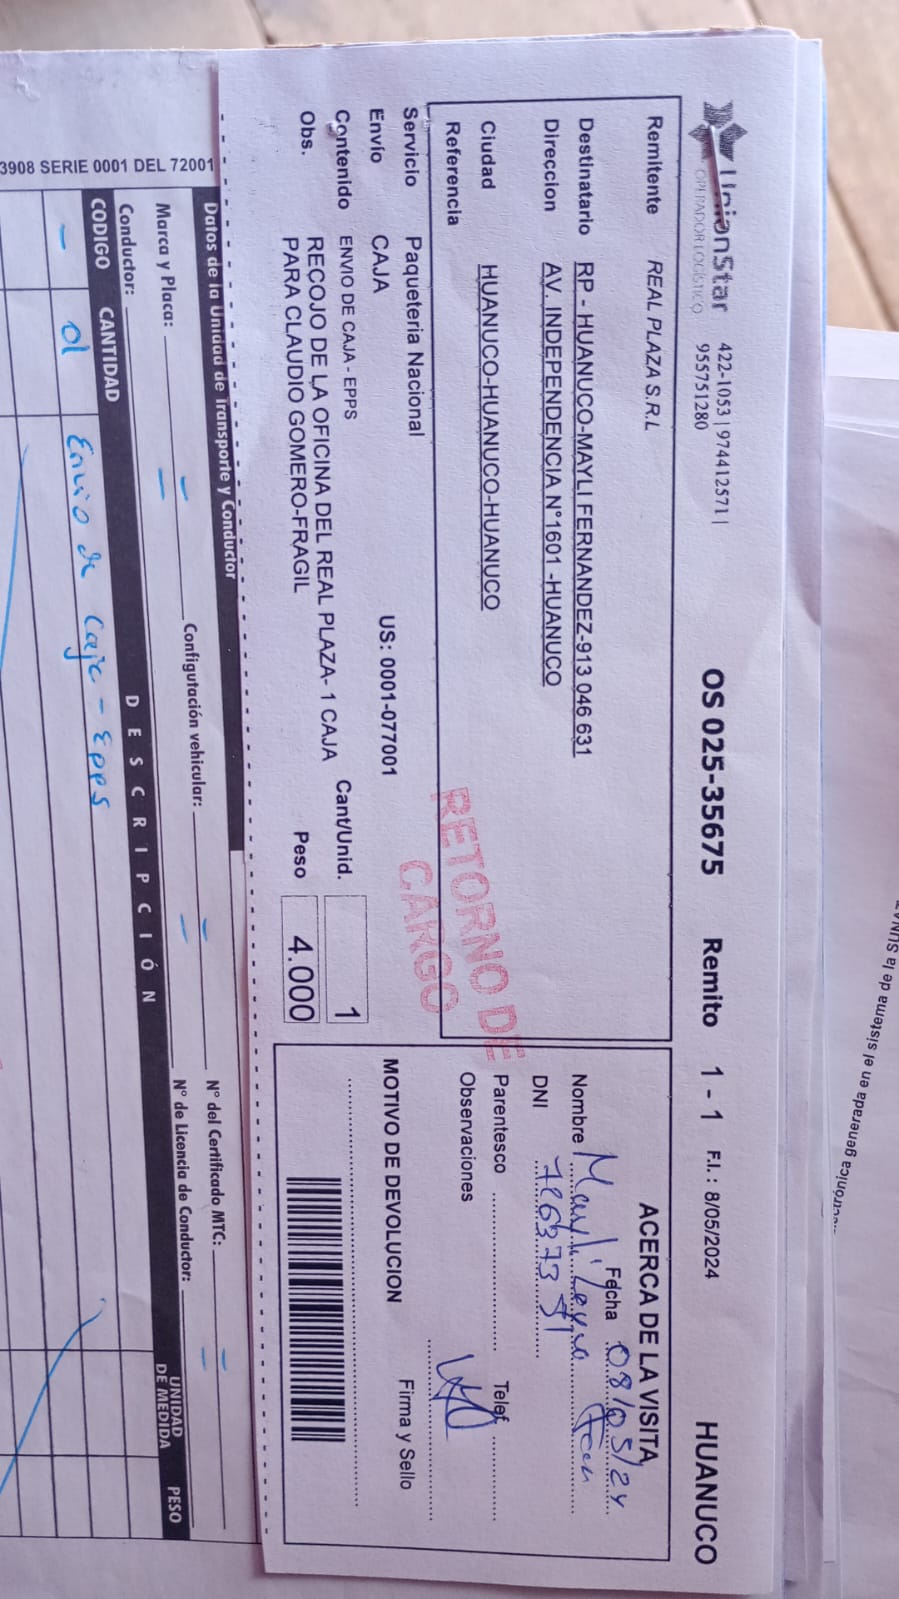 UnionStar
OPERADOR LOGISTICO
422-1053 | 974412571 |
955751280
OS 025-35675 Remito 1 - 1 F.I. : 8/05/2024 HUANUCO
Remitente REAL PLAZA S.R.L
Destinatario RP - HUANUCO-MAYLI FERNANDEZ-913 046 631
Direccion AV. INDEPENDENCIA N°1601 -HUANUCO
Ciudad HUANUCO-HUANUCO-HUANUCO
Referencia
Servicio Paqueteria Nacional
Envío CAJA US: 0001-077001
Contenido ENVIO DE CAJA - EPPS Cant/Unid. 1
Obs. RECOJO DE LA OFICINA DEL REAL PLAZA- 1 CAJA
PARA CLAUDIO GOMERO-FRAGIL Peso 4.000
RETORNO DE
CARGO
ACERCA DE LA VISITA
Fecha 08/05/24
Nombre Mayli
DNI
Parentesco Telef
Observaciones
Firma y Sello
MOTIVO DE DEVOLUCION
3908 SERIE 0001 DEL 72001
Datos de la Unidad de Transporte y Conductor
Marca y Placa: Configutación vehicular: N° del Certificado MTC:
Conductor: N° de Licencia de Conductor:
CODIGO CANTIDAD DESCRIPCIÓN UNIDAD DE MEDIDA PESO
- 01 Envio de Caja - Epps
ctrónica generada en el sistema de la SUNA